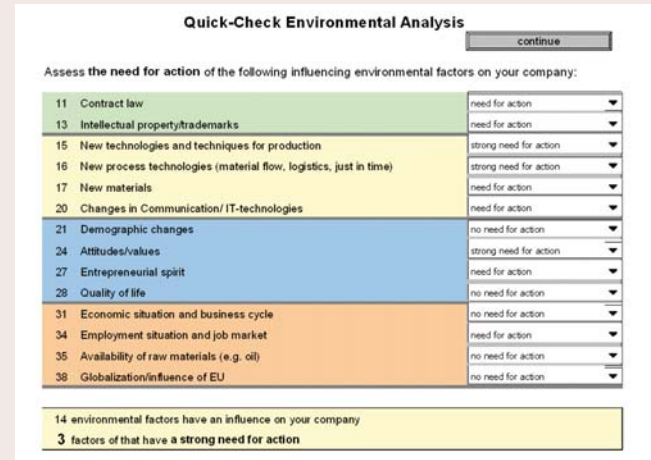 Quick-Check Environmental Analysis
continue
Assess the need for action of the following influencing environmental factors on your company:
11 Contract law need for action
13 Intellectual property/trademarks need for action
15 New technologies and techniques for production strong need for action
16 New process technologies (material flow, logistics, just in time) strong need for action
17 New materials need for action
20 Changes in Communication/ IT-technologies need for action
21 Demographic changes no need for action
24 Attitudes/values strong need for action
27 Entrepreneurial spirit need for action
28 Quality of life no need for action
31 Economic situation and business cycle no need for action
34 Employment situation and job market need for action
35 Availability of raw materials (e.g. oil) no need for action
38 Globalization/influence of EU no need for action
14 environmental factors have an influence on your company
3 factors of that have a strong need for action